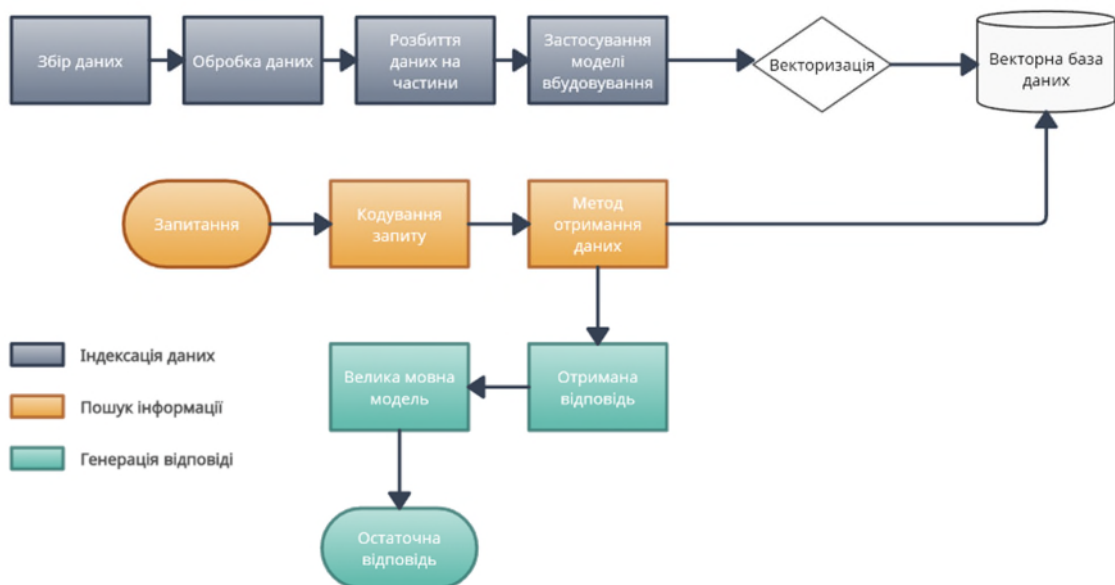 Збір даних
Обробка даних
Розбиття
даних на
частини
Застосування
моделі
вбудовування
Векторизація
Векторна база
даних
Запитання
Кодування
запиту
Метод
отримання
даних
Індексація даних
Пошук інформації
Генерація відповіді
Велика мовна
модель
Отримана
відповідь
Остаточна
відповідь